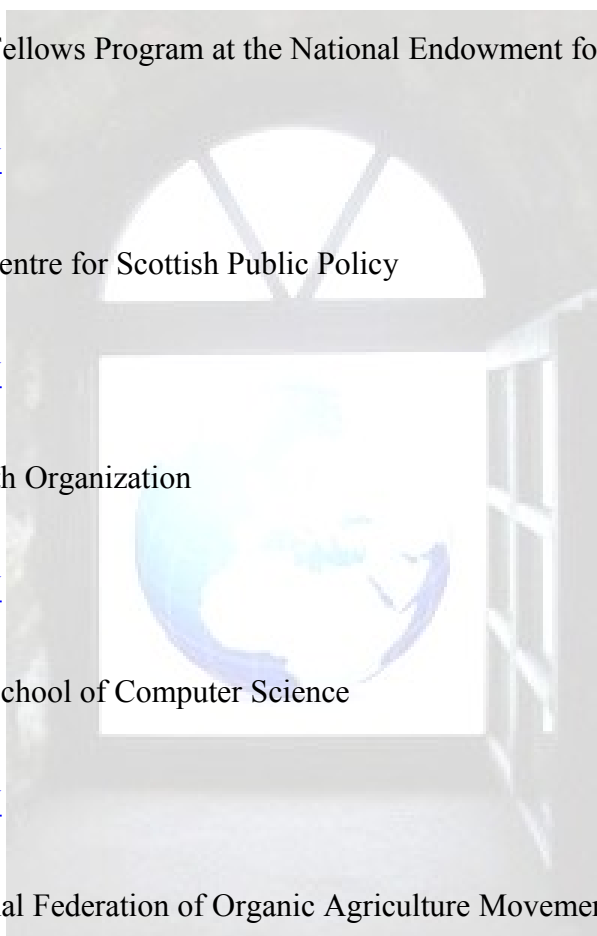 ellows Program at the National Endowment fo
entre for Scottish Public Policy
h Organization
chool of Computer Science
al Federation of Organic Agriculture Movemen